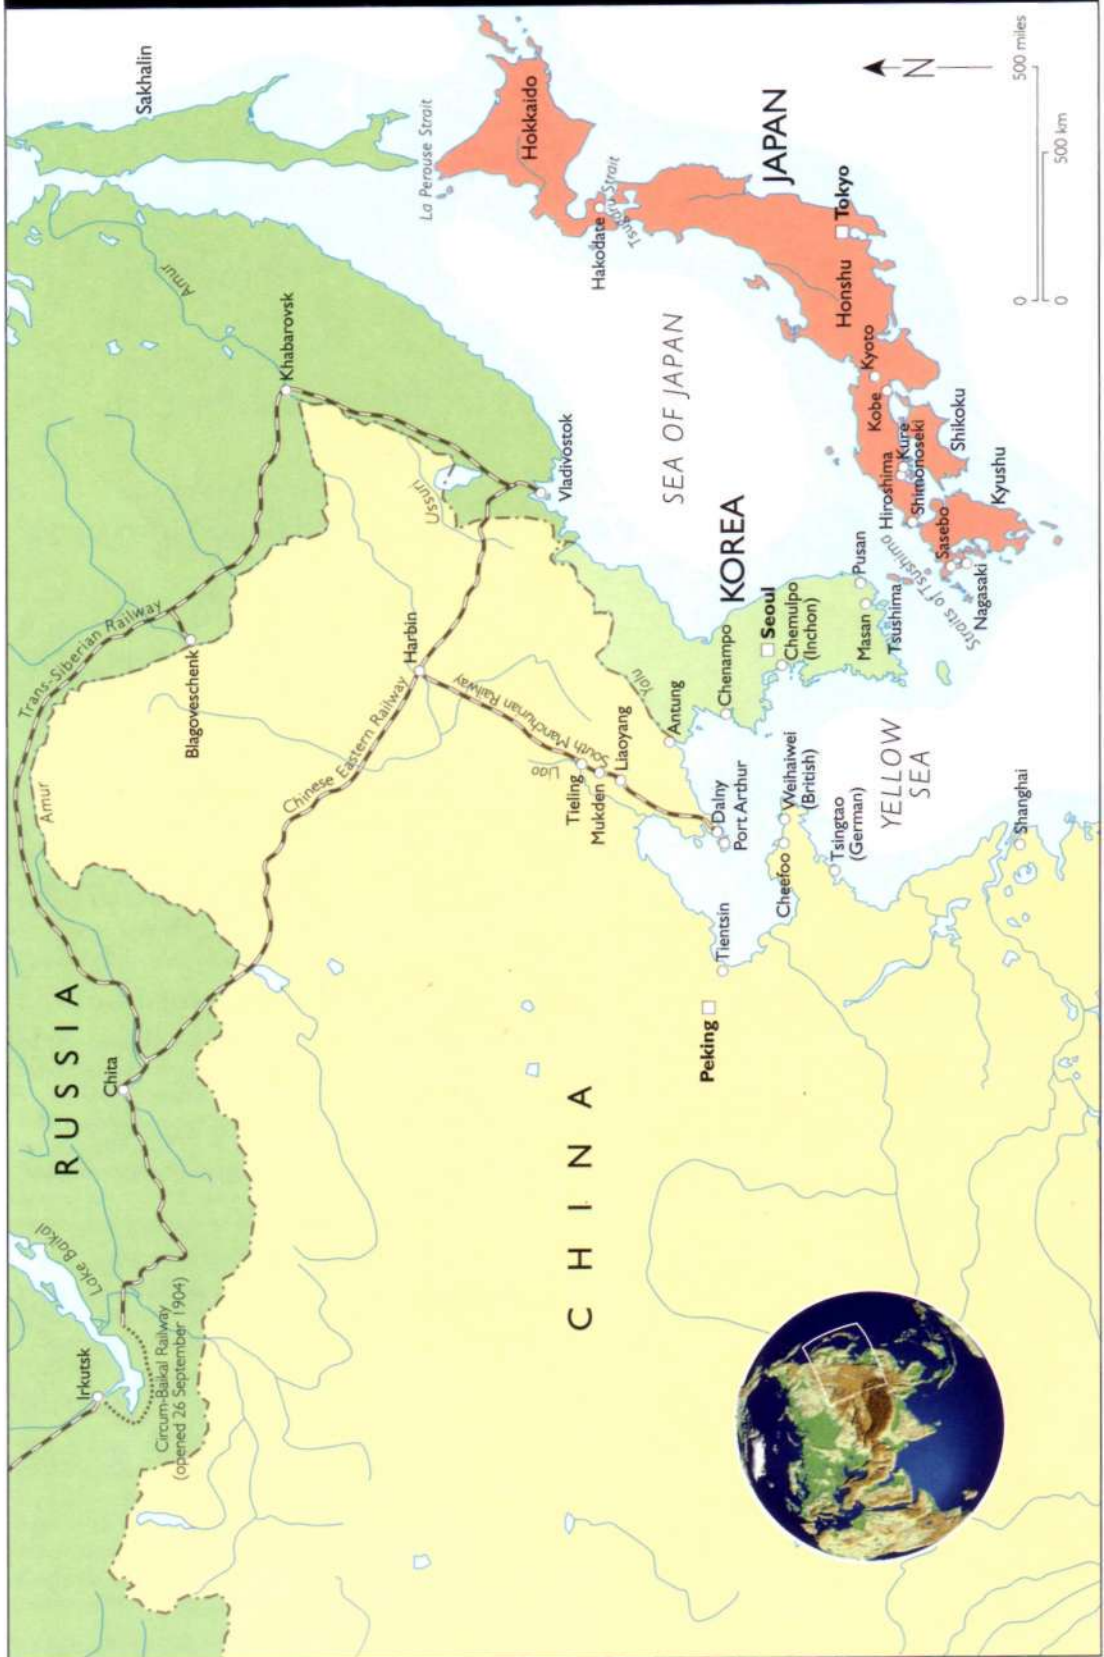 RUSSIA
Irkutsk
Lake Baikal
Circum-Baikal Railway
(opened 26 September 1904)
Chita
Amur
Trans-Siberian Railway
Blagoveschenk
Khabarovsk
Amur
Sakhalin
La Perouse Strait
Hokkaido
Hakodate
Tsugaru Strait
Chinese Eastern Railway
Harbin
Ussuri
Vladivostok
South Manchurian Railway
Liao
Tieling
Mukden
Liaoyang
Yalu
Antung
CHINA
Peking
Tientsin
Dalny
Port Arthur
Cheefoo
Weihaiwei
(British)
Tsingtao
(German)
YELLOW
SEA
Shanghai
KOREA
Chenampo
Seoul
Chemulpo
(Inchon)
Masan
Pusan
Tsushima
Straits of Tsushima
SEA OF JAPAN
JAPAN
Tokyo
Honshu
Kyoto
Kobe
Kure
Hiroshima
Shimonoseki
Shikoku
Sasebo
Kyushu
Nagasaki
N
0
500 miles
0
500 km